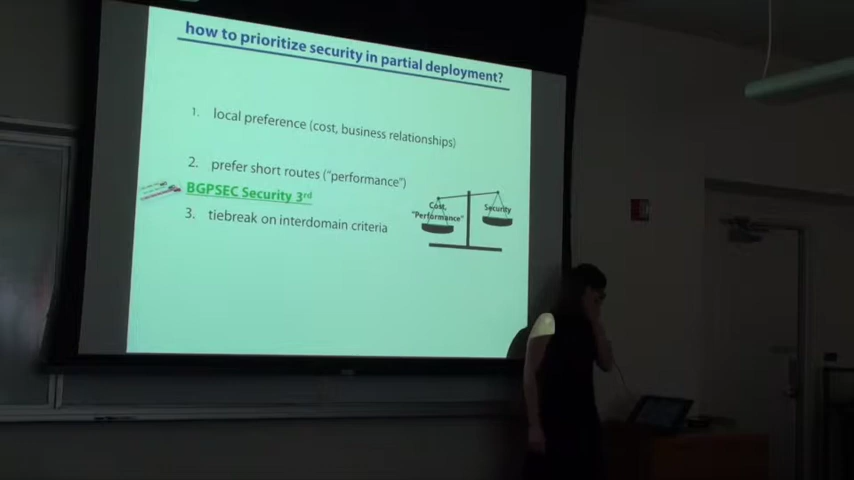 how to prioritize security in partial deployment?
1. local preference (cost, business relationships)
2. prefer short routes ("performance")
BGPSEC Security 3rd
3. tiebreak on interdomain criteria
Cost,
"Performance"
Security